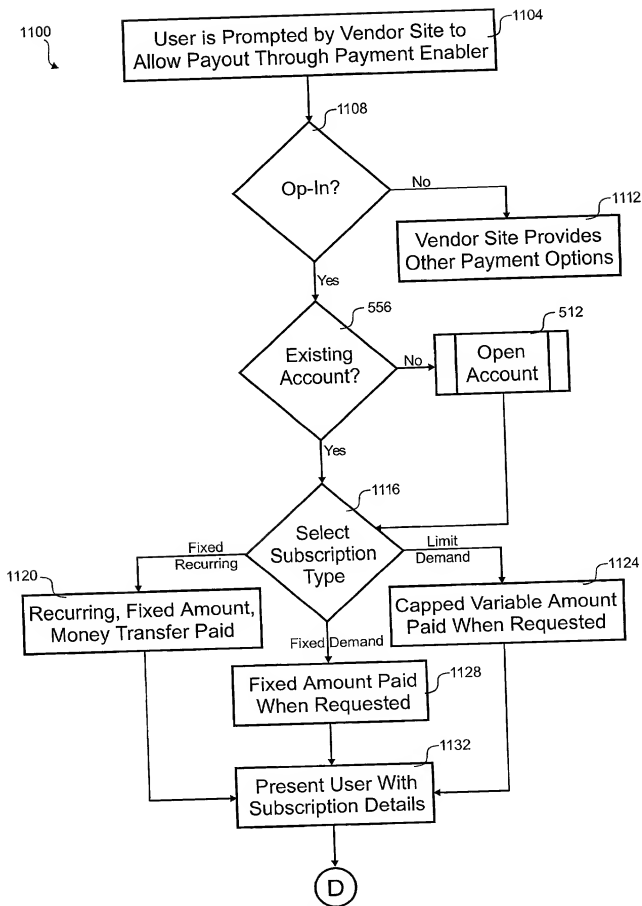 1100
1104
User is Prompted by Vendor Site to
Allow Payout Through Payment Enabler
1108
Op-In?
No
1112
Vendor Site Provides
Other Payment Options
Yes
556
Existing
Account?
No
512
Open
Account
Yes
1116
Select
Subscription
Type
Fixed
Recurring
Limit
Demand
1120
Recurring, Fixed Amount,
Money Transfer Paid
1124
Capped Variable Amount
Paid When Requested
Fixed Demand
1128
Fixed Amount Paid
When Requested
1132
Present User With
Subscription Details
D